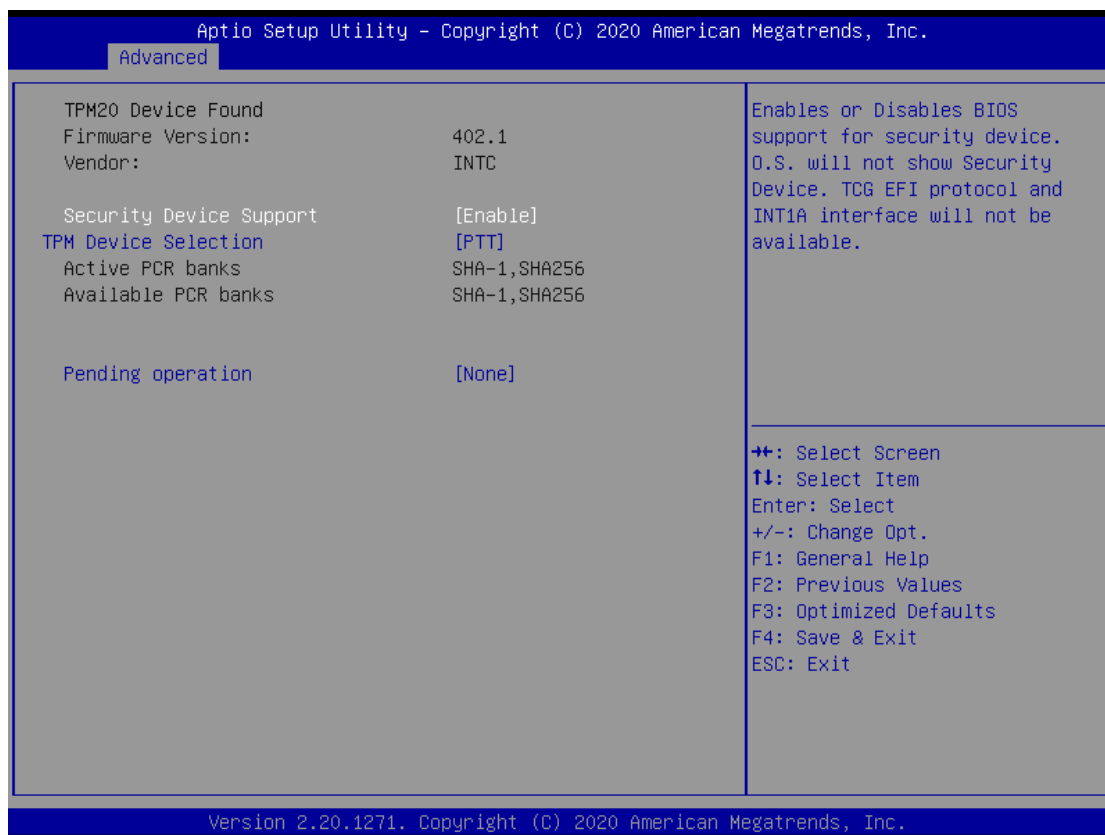 Aptio Setup Utility – Copyright (C) 2020 American Megatrends, Inc.
Advanced
TPM20 Device Found
Firmware Version: 402.1
Vendor: INTC
Security Device Support [Enable]
TPM Device Selection [PTT]
Active PCR banks SHA-1,SHA256
Available PCR banks SHA-1,SHA256
Pending operation [None]
Enables or Disables BIOS
support for security device.
O.S. will not show Security
Device. TCG EFI protocol and
INT1A interface will not be
available.
→←: Select Screen
↑↓: Select Item
Enter: Select
+/-: Change Opt.
F1: General Help
F2: Previous Values
F3: Optimized Defaults
F4: Save & Exit
ESC: Exit
Version 2.20.1271. Copyright (C) 2020 American Megatrends, Inc.